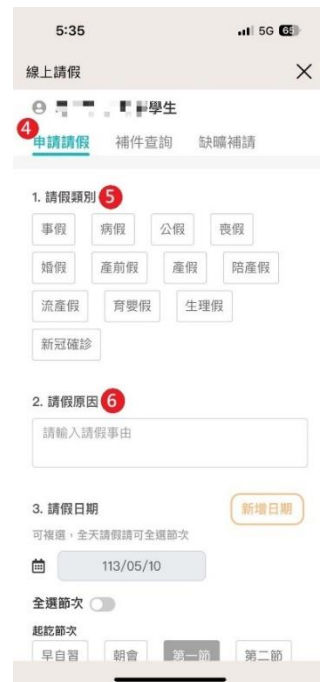 5:35 5G 65
線上請假
學生
4
申請請假 補件查詢 缺曠補請
1. 請假類別 5
事假 病假 公假 喪假
婚假 產前假 產假 陪產假
流產假 育嬰假 生理假
新冠確診
2. 請假原因 6
請輸入請假事由
3. 請假日期 新增日期
可複選，全天請假請可全選節次
113/05/10
全選節次
起訖節次
早自習 朝會 第一節 第二節